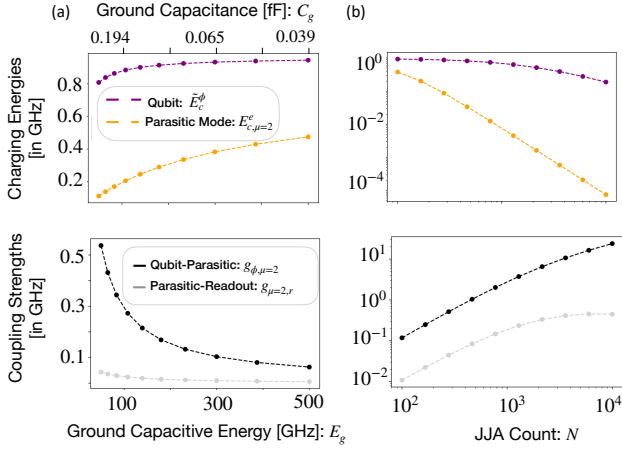 (a) Ground Capacitance [fF]: C_g (b)
0.194 0.065 0.039
Charging Energies
[in GHz]
0.8
0.6
0.4
0.2
Qubit: Ẽ_c^ϕ
Parasitic Mode: E^e_{c,μ=2}
10^0
10^−2
10^−4
Coupling Strengths
[in GHz]
0.5
0.3
0.1
Qubit-Parasitic: g_{ϕ,μ=2}
Parasitic-Readout: g_{μ=2,r}
10^1
10^0
10^−1
10^−2
100 300 500
10^2 10^3 10^4
Ground Capacitive Energy [GHz]: E_g
JJA Count: N